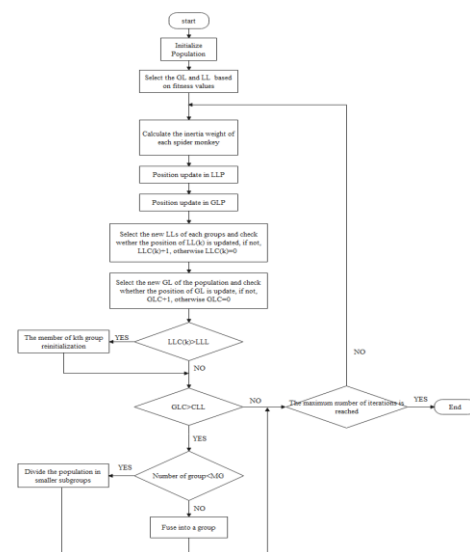 start
Initialize
Population
Select the GL and LL based
on fitness values
Calculate the inertia weight of
each spider monkey
Position update in LLP
Position update in GLP
Select the new LLs of each groups and check
wether the position of LL(k) is updated, if not,
LLC(k)=1, otherwise LLC(k)=0
Select the new GL of the population and check
whether the position of GL is update, if not,
GLC+1, otherwise GLC=0
LLC(k)>LLL
YES
The member of kth group
reinitialization
NO
GLC>CLL
NO
The maximum number of iterations is
reached
NO
YES
End
YES
Number of group<MG
YES
Divide the population in
smaller subgroups
NO
Fuse into a group